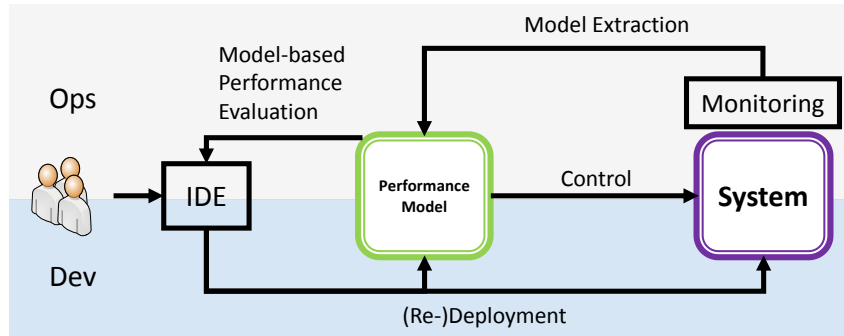 Model Extraction
Model-based
Performance
Evaluation
Ops
Monitoring
IDE
Performance
Model
Control
System
Dev
(Re-)Deployment